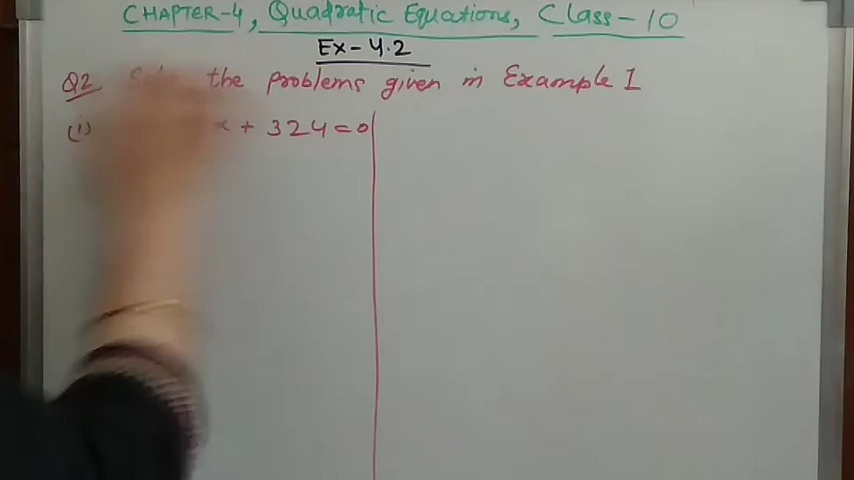 CHAPTER-4, Quadratic Equations, Class-10
Ex-4.2
Q2. the problems given in Example I
(i) x + 324=0